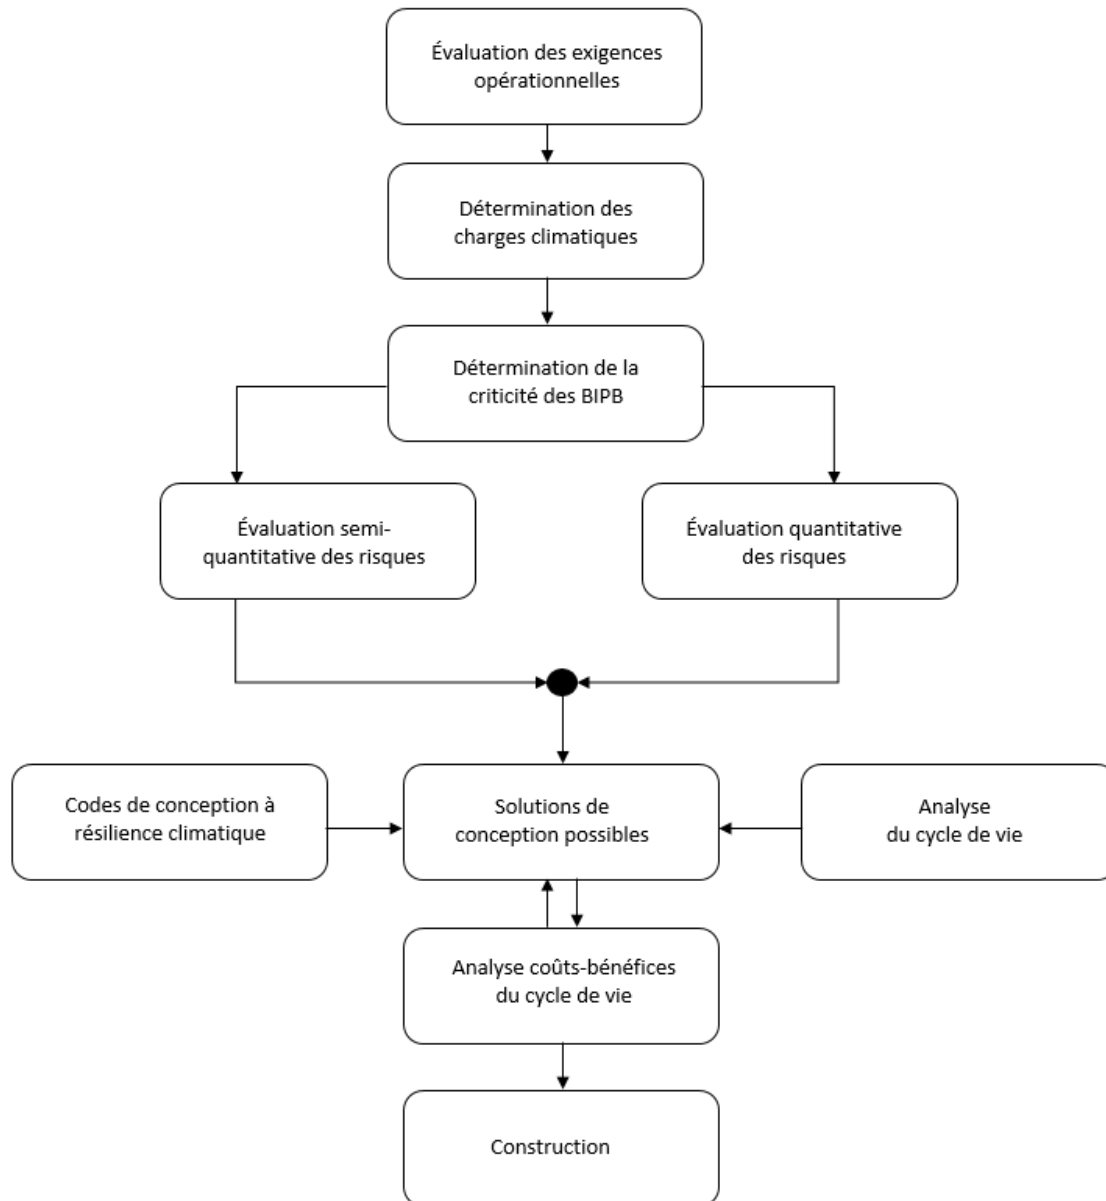 Évaluation des exigences
opérationnelles
Détermination des
charges climatiques
Détermination de la
criticité des BIPB
Évaluation semi-
quantitative des risques
Évaluation quantitative
des risques
Codes de conception à
résilience climatique
Solutions de
conception possibles
Analyse
du cycle de vie
Analyse coûts-bénéfices
du cycle de vie
Construction